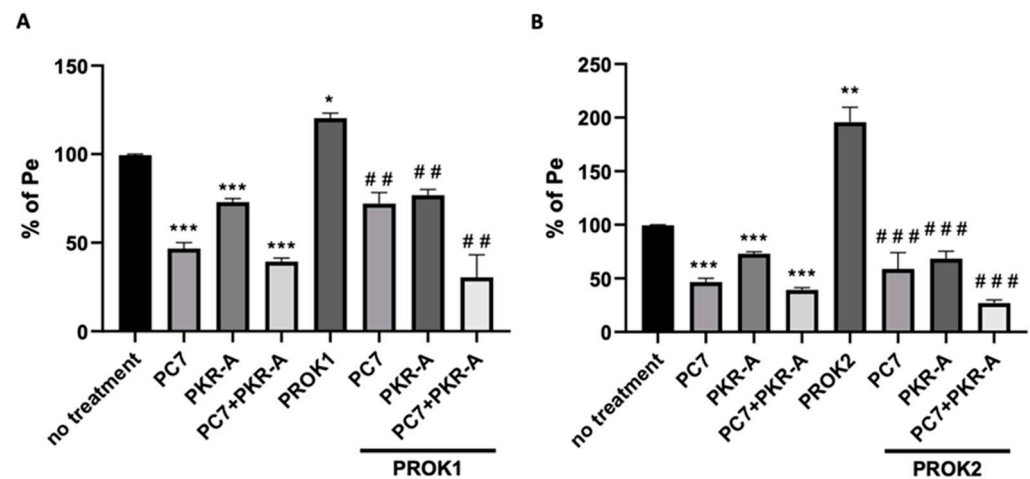 A
% of Pe
150
100
50
0
***
***
***
*
# #
# #
# #
no treatment
PC7
PKR-A
PC7+PKR-A
PROK1
PC7
PKR-A
PC7+PKR-A
PROK1
B
% of Pe
250
200
150
100
50
0
***
***
***
**
# # #
# # #
# # #
no treatment
PC7
PKR-A
PC7+PKR-A
PROK2
PC7
PKR-A
PC7+PKR-A
PROK2